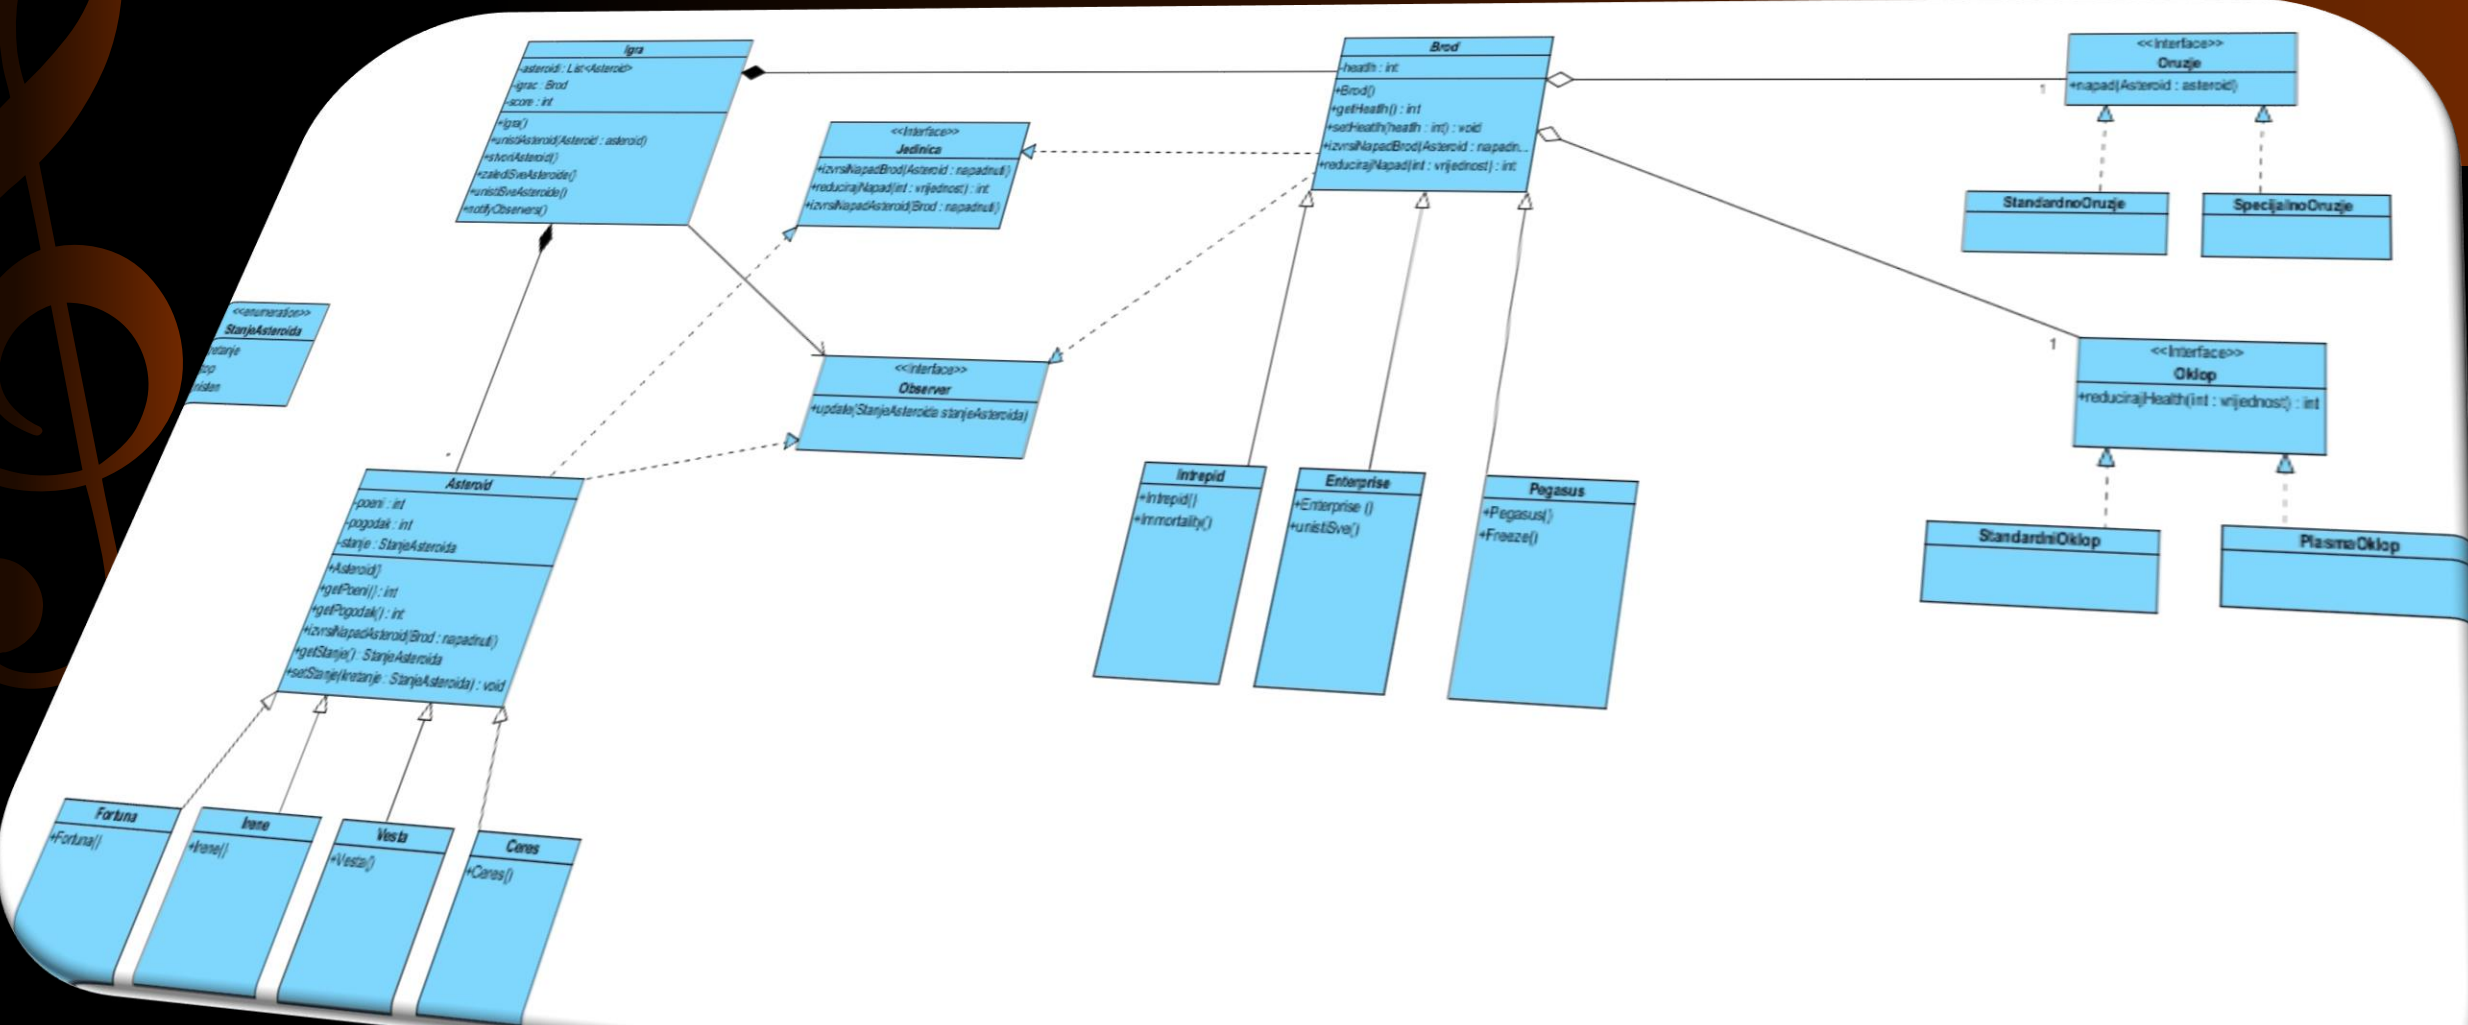 Igra
-asteroidi : List<Asteroid>
-igrac : Brod
-score : int
+Igra()
+unistiAsteroid(Asteroid : asteroid)
+stvoriAsteroid()
+zalediSveAsteroide()
+unistiSveAsteroide()
+notifyObservers()
<<Interface>>
Jedinica
+izvrsiNapadBrod(Asteroid : napadnuti)
+reducirajNapad(int : vrijednost) : int
+izvrsiNapadAsteroid(Brod : napadnuti)
Brod
-health : int
+Brod()
+getHealth() : int
+setHealth(health : int) : void
+izvrsiNapadBrod(Asteroid : napadn...
+reducirajNapad(int : vrijednost) : int
<<Interface>>
Oruzje
+napad(Asteroid : asteroid)
1
StandardnoOruzje
SpecijalnoOruzje
<<enumeration>>
StanjeAsteroida
<<Interface>>
Observer
+update(StanjeAsteroida stanjeAsteroida)
1
<<Interface>>
Oklop
+reducirajHealth(int : vrijednost) : int
StandardniOklop
PlasmaOklop
*
Asteroid
-poeni : int
-pogodak : int
-stanje : StanjeAsteroida
+Asteroid()
+getPoeni() : int
+getPogodak() : int
+izvrsiNapadAsteroid(Brod : napadnuti)
+getStanje() : StanjeAsteroida
+setStanje(kretanje : StanjeAsteroida) : void
Intrepid
+Intrepid()
+Immortality()
Enterprise
+Enterprise ()
+unistiSve()
Pegasus
+Pegasus()
+Freeze()
Fortuna
+Fortuna()
Irene
+Irene()
Vesta
+Vesta()
Ceres
+Ceres()